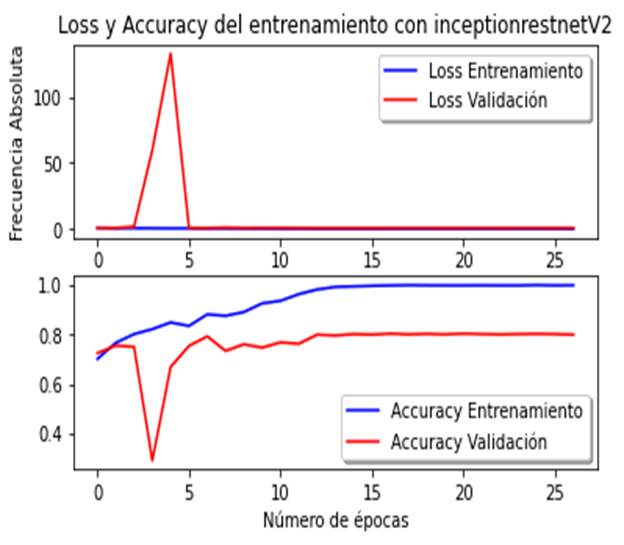 Loss y Accuracy del entrenamiento con inceptionrestnetV2
Frecuencia Absoluta
100
50
0
Loss Entrenamiento
Loss Validación
0 5 10 15 20 25
1.0
0.8
0.6
0.4
Accuracy Entrenamiento
Accuracy Validación
0 5 10 15 20 25
Número de épocas